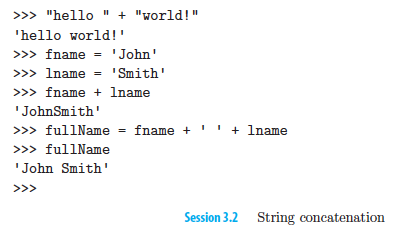 >>> "hello " + "world!"
'hello world!'
>>> fname = 'John'
>>> lname = 'Smith'
>>> fname + lname
'JohnSmith'
>>> fullName = fname + ' ' + lname
>>> fullName
'John Smith'
>>>
Session 3.2 String concatenation